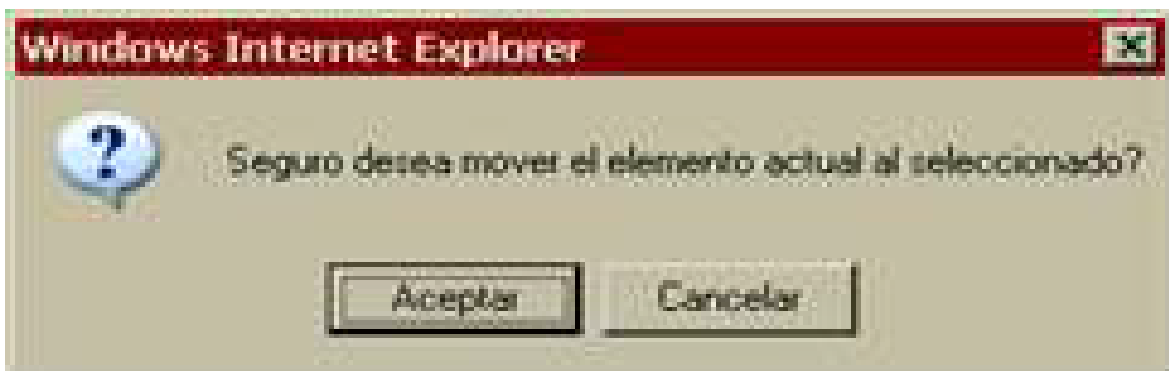 Windows Internet Explorer
Seguro desea mover el elemento actual al seleccionado?
Aceptar
Cancelar